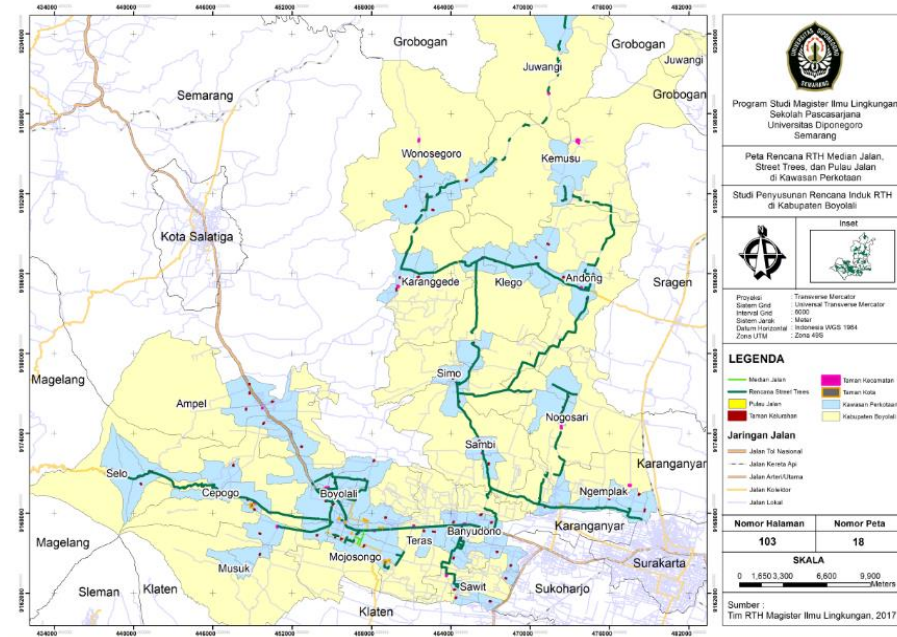 Grobogan
Grobogan
Juwangi
Juwangi
Grobogan
Semarang
Wonosegoro
Kemusu
Kota Salatiga
Karanggede
Klego
Andong
Sragen
Simo
Magelang
Ampel
Nogosari
Sambi
Karanganyar
Selo
Cepogo
Boyolali
Ngemplak
Karanganyar
Banyudono
Magelang
Mojosongo
Teras
Surakarta
Musuk
Sawit
Sukoharjo
Sleman
Klaten
Klaten
UNIVERSITAS DIPONEGORO
SEMARANG
Program Studi Magister Ilmu Lingkungan
Sekolah Pascasarjana
Universitas Diponegoro
Semarang
Peta Rencana RTH Median Jalan,
Street Trees, dan Pulau Jalan
di Kawasan Perkotaan
Studi Penyusunan Rencana Induk RTH
di Kabupaten Boyolali
Inset
Proyeksi : Transverse Mercator
Sistem Grid : Universal Transverse Mercator
Interval Grid : 6000
Sistem Jarak : Meter
Datum Horizontal : Indonesia WGS 1984
Zona UTM : Zona 49S
LEGENDA
Median Jalan
Taman Kecamatan
Rencana Street Trees
Taman Kota
Pulau Jalan
Kawasan Perkotaan
Taman Kelurahan
Kabupaten Boyolali
Jaringan Jalan
Jalan Tol Nasional
Jalan Kereta Api
Jalan Arteri/Utama
Jalan Kolektor
Jalan Lokal
Nomor Halaman
Nomor Peta
103
18
SKALA
0 1,650 3,300 6,600 9,900
Meters
Sumber :
Tim RTH Magister Ilmu Lingkungan, 2017